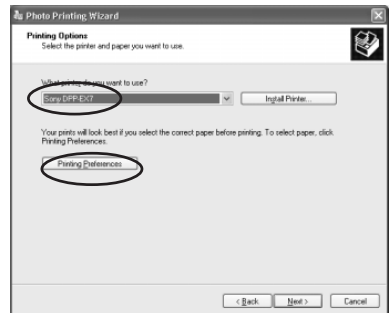 Photo Printing Wizard
Printing Options
Select the printer and paper you want to use.
What printer do you want to use?
Sony DPP-EX7
Install Printer...
Your prints will look best if you select the correct paper before printing. To select paper, click
Printing Preferences.
Printing Preferences
< Back Next > Cancel